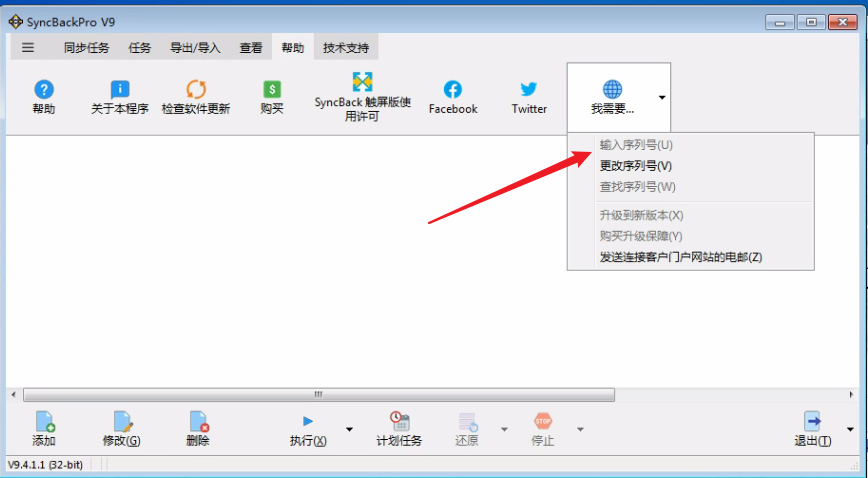 SyncBackPro V9
同步任务 任务 导出/导入 查看 帮助 技术支持
帮助 关于本程序 检查软件更新 购买 SyncBack 触屏版使用许可 Facebook Twitter 我需要...
输入序列号(U)
更改序列号(V)
查找序列号(W)
升级到新版本(X)
购买升级保障(Y)
发送连接客户门户网站的电邮(Z)
添加 修改(G) 删除 执行(X) 计划任务 还原 STOP 停止 退出(T)
V9.4.1.1 (32-bit)